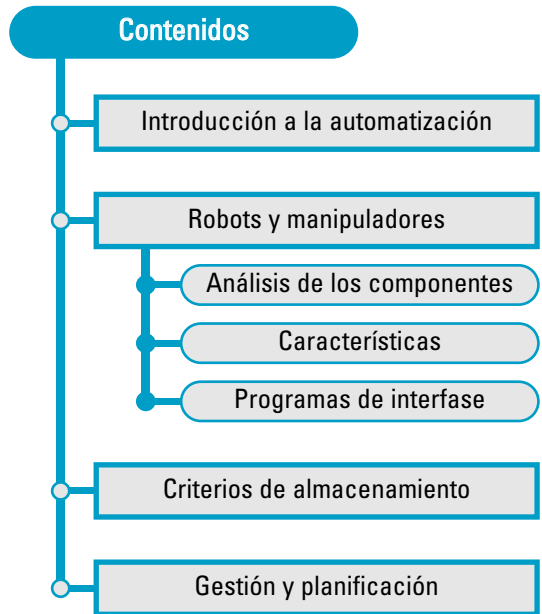 Contenidos
Introducción a la automatización
Robots y manipuladores
Análisis de los componentes
Características
Programas de interfase
Criterios de almacenamiento
Gestión y planificación